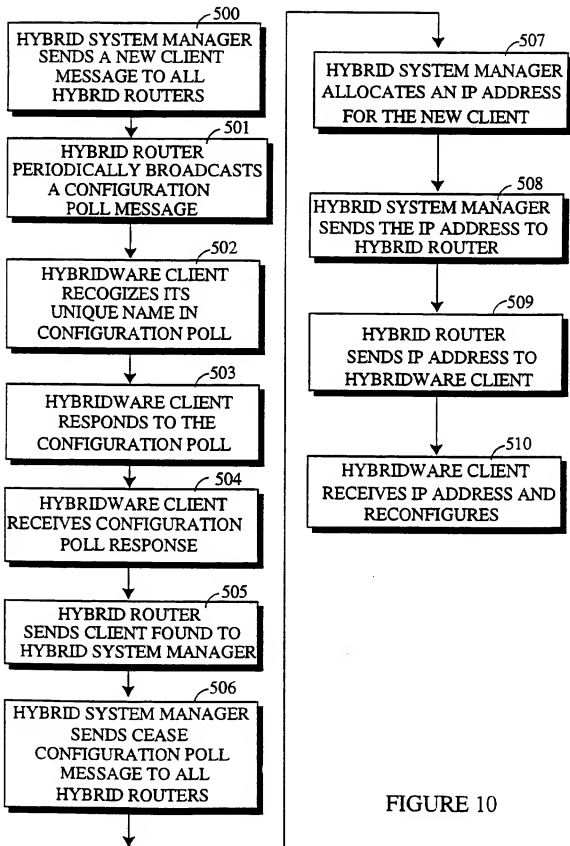 500
HYBRID SYSTEM MANAGER
SENDS A NEW CLIENT
MESSAGE TO ALL
HYBRID ROUTERS
501
HYBRID ROUTER
PERIODICALLY BROADCASTS
A CONFIGURATION
POLL MESSAGE
502
HYBRIDWARE CLIENT
RECOGIZES ITS
UNIQUE NAME IN
CONFIGURATION POLL
503
HYBRIDWARE CLIENT
RESPONDS TO THE
CONFIGURATION POLL
504
HYBRIDWARE CLIENT
RECEIVES CONFIGURATION
POLL RESPONSE
505
HYBRID ROUTER
SENDS CLIENT FOUND TO
HYBRID SYSTEM MANAGER
506
HYBRID SYSTEM MANAGER
SENDS CEASE
CONFIGURATION POLL
MESSAGE TO ALL
HYBRID ROUTERS
507
HYBRID SYSTEM MANAGER
ALLOCATES AN IP ADDRESS
FOR THE NEW CLIENT
508
HYBRID SYSTEM MANAGER
SENDS THE IP ADDRESS TO
HYBRID ROUTER
509
HYBRID ROUTER
SENDS IP ADDRESS TO
HYBRIDWARE CLIENT
510
HYBRIDWARE CLIENT
RECEIVES IP ADDRESS AND
RECONFIGURES
FIGURE 10